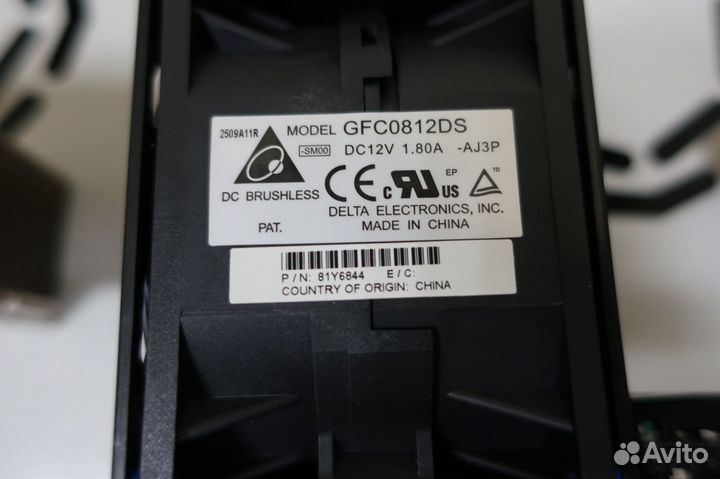 2509A11R MODEL GFC0812DS
-SM00 DC12V 1.80A -AJ3P
CE c RU US EP TD
DC BRUSHLESS
DELTA ELECTRONICS, INC.
PAT. MADE IN CHINA
P/N: 81Y6844 E/C:
COUNTRY OF ORIGIN: CHINA
Avito